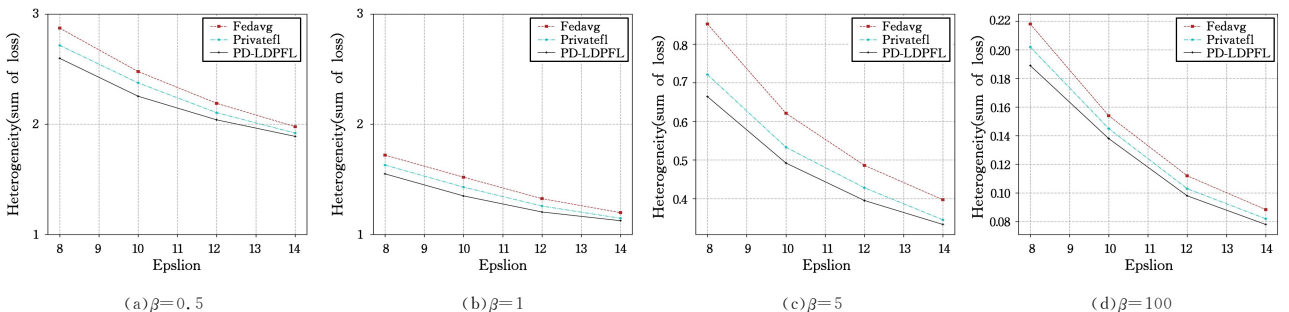 3
2
1
Heterogeneity(sum of loss)
Fedavg
Privatefl
PD-LDPFL
8 9 10 11 12 13 14
Epslion
(a)β=0.5
3
2
1
Heterogeneity(sum of loss)
Fedavg
Privatefl
PD-LDPFL
8 9 10 11 12 13 14
Epslion
(b)β=1
0.8
0.7
0.6
0.5
0.4
Heterogeneity(sum of loss)
Fedavg
Privatefl
PD-LDPFL
8 9 10 11 12 13 14
Epslion
(c)β=5
0.22
0.20
0.18
0.16
0.14
0.12
0.10
0.08
Heterogeneity(sum of loss)
Fedavg
Privatefl
PD-LDPFL
8 9 10 11 12 13 14
Epslion
(d)β=100